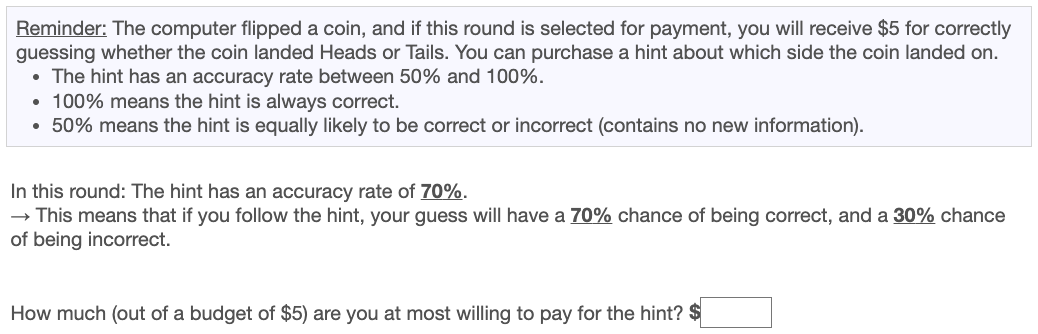 Reminder: The computer flipped a coin, and if this round is selected for payment, you will receive $5 for correctly
guessing whether the coin landed Heads or Tails. You can purchase a hint about which side the coin landed on.
• The hint has an accuracy rate between 50% and 100%.
• 100% means the hint is always correct.
• 50% means the hint is equally likely to be correct or incorrect (contains no new information).
In this round: The hint has an accuracy rate of 70%.
→ This means that if you follow the hint, your guess will have a 70% chance of being correct, and a 30% chance
of being incorrect.
How much (out of a budget of $5) are you at most willing to pay for the hint? $